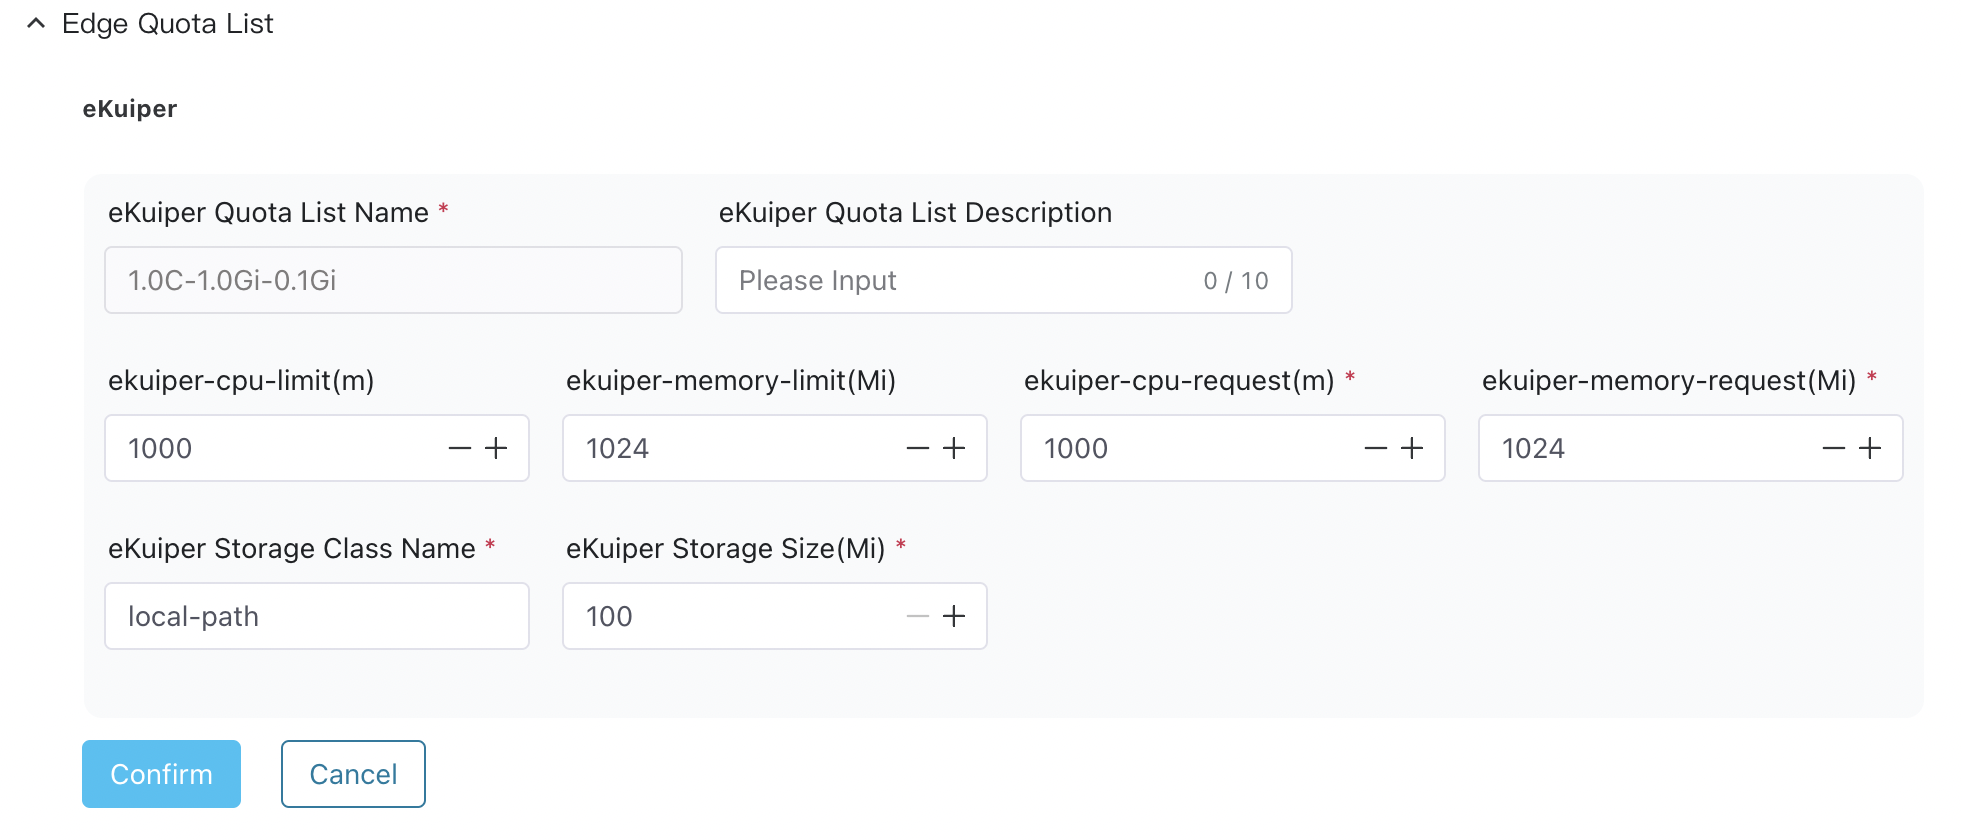 Edge Quota List
eKuiper
eKuiper Quota List Name *
eKuiper Quota List Description
1.0C-1.0Gi-0.1Gi
Please Input
0 / 10
ekuiper-cpu-limit(m)
ekuiper-memory-limit(Mi)
ekuiper-cpu-request(m) *
ekuiper-memory-request(Mi) *
1000
1024
1000
1024
eKuiper Storage Class Name *
eKuiper Storage Size(Mi) *
local-path
100
Confirm
Cancel